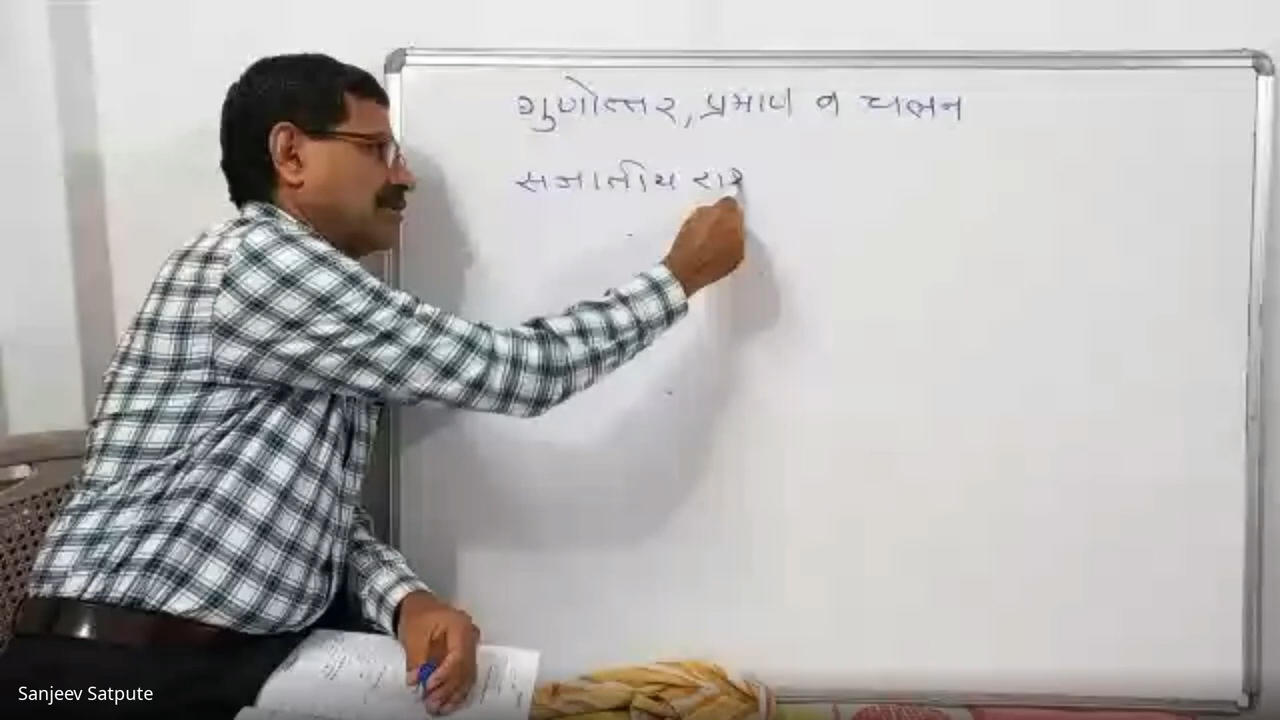 गुणोत्तर, प्रमाण व चलन
सजातीय
Sanjeev Satpute